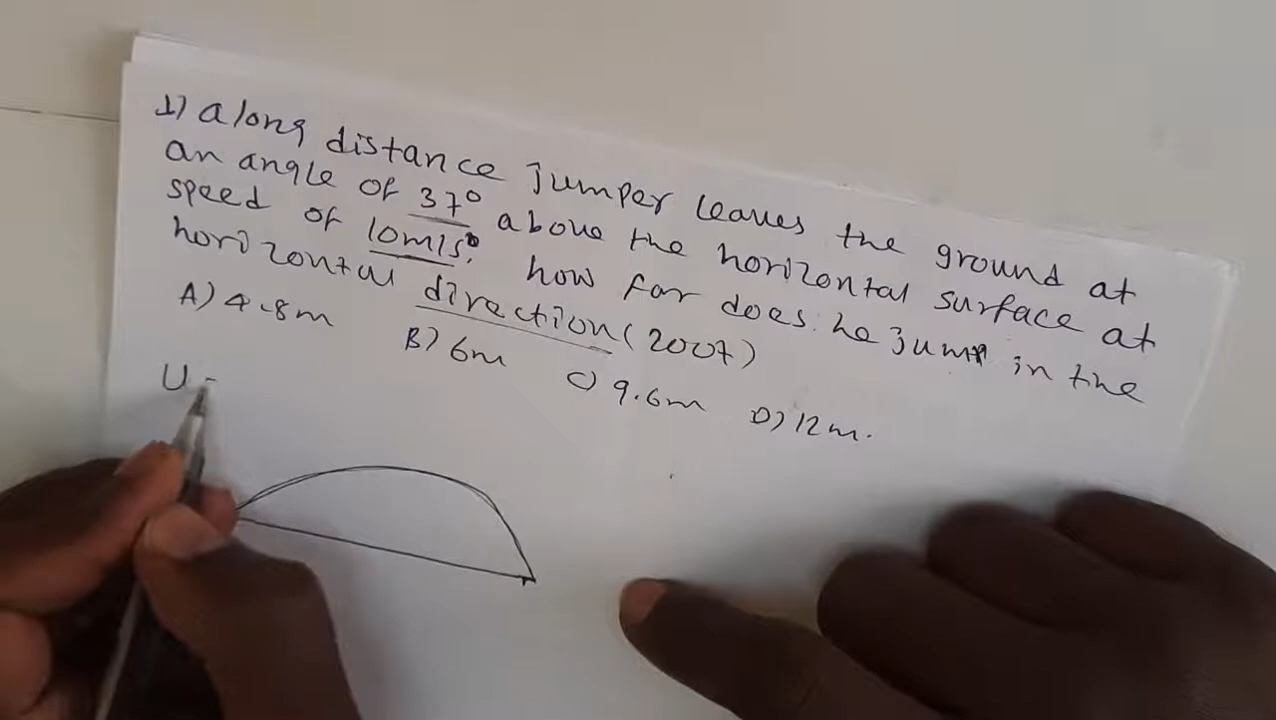 1) a long distance jumper leaves the ground at
an angle of 37° above the horizontal surface at
speed of 10m/s. how far does he jump in the
horizontal direction (2007)
A) 4.8m B) 6m C) 9.6m D) 12m.
U =